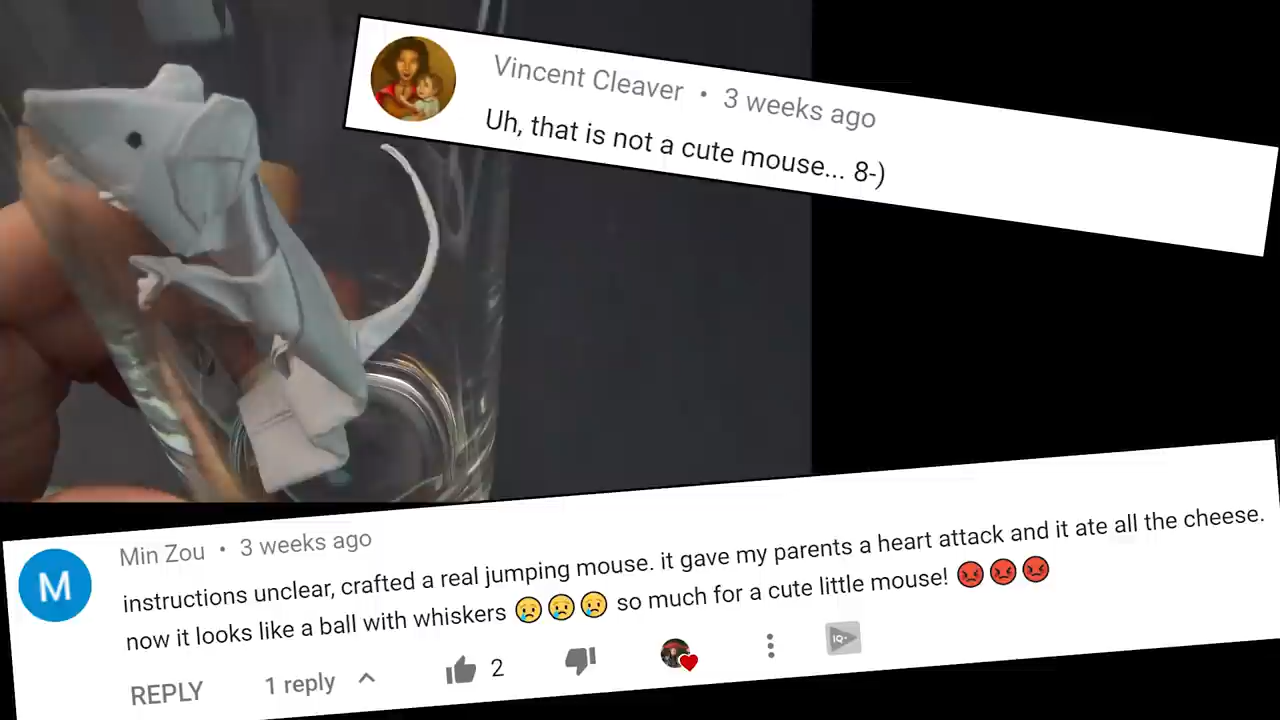 Vincent Cleaver • 3 weeks ago
Uh, that is not a cute mouse... 8-)
M
Min Zou • 3 weeks ago
instructions unclear, crafted a real jumping mouse. it gave my parents a heart attack and it ate all the cheese.
now it looks like a ball with whiskers 😢😢😢 so much for a cute little mouse! 😡😡😡
REPLY 1 reply 2 IQ